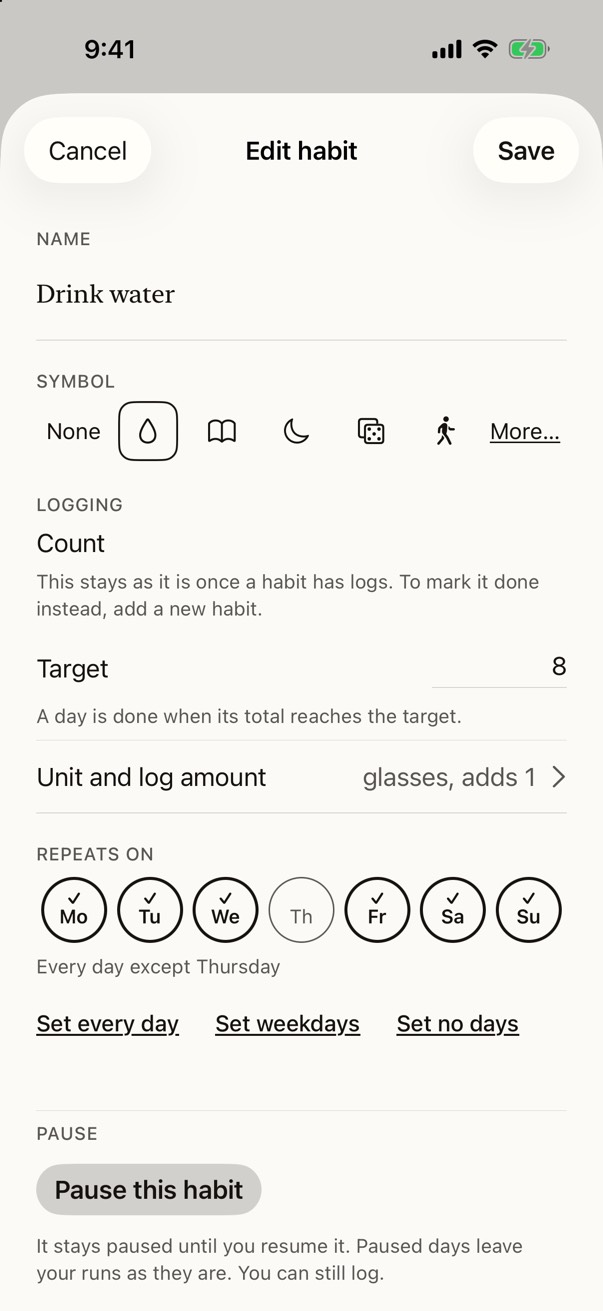 9:41
Cancel
Edit habit
Save
NAME
Drink water
SYMBOL
None
More...
LOGGING
Count
This stays as it is once a habit has logs. To mark it done
instead, add a new habit.
Target
8
A day is done when its total reaches the target.
Unit and log amount
glasses, adds 1
REPEATS ON
Mo
Tu
We
Th
Fr
Sa
Su
Every day except Thursday
Set every day
Set weekdays
Set no days
PAUSE
Pause this habit
It stays paused until you resume it. Paused days leave
your runs as they are. You can still log.